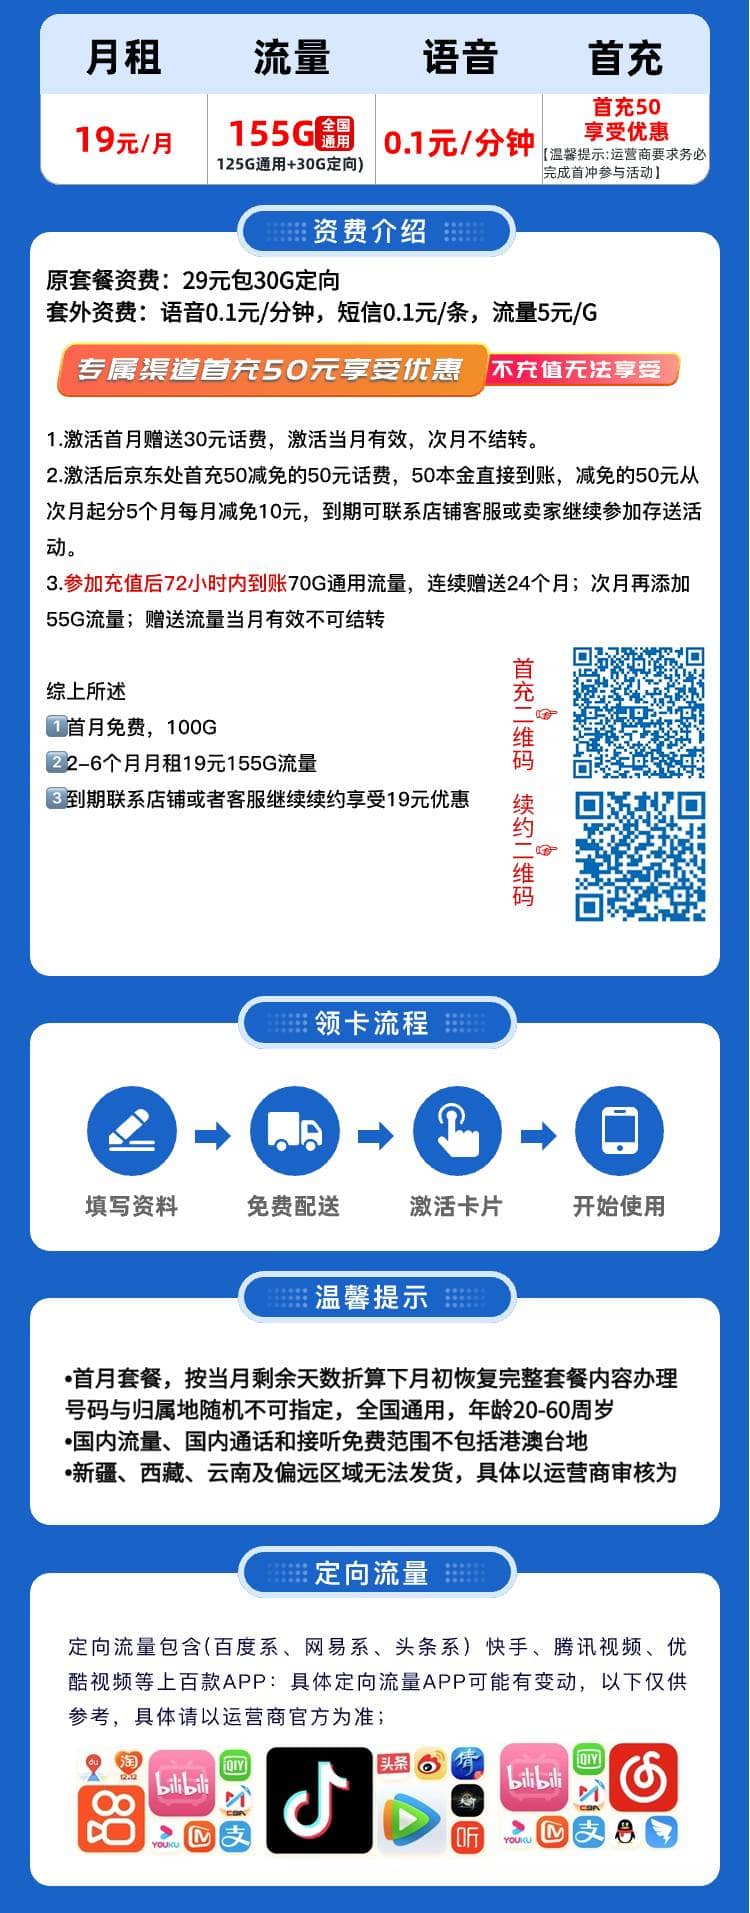 月租 流量 语音 首充
19元/月
155G全国通用
125G通用+30G定向)
0.1元/分钟
首充50
享受优惠
【温馨提示:运营商要求务必
完成首冲参与活动】
资费介绍
原套餐资费：29元包30G定向
套外资费：语音0.1元/分钟，短信0.1元/条，流量5元/G
专属渠道首充50元享受优惠 不充值无法享受
1.激活首月赠送30元话费，激活当月有效，次月不结转。
2.激活后京东处首充50减免的50元话费，50本金直接到账，减免的50元从
次月起分5个月每月减免10元，到期可联系店铺客服或卖家继续参加存送活
动。
3.参加充值后72小时内到账70G通用流量，连续赠送24个月；次月再添加
55G流量；赠送流量当月有效不可结转
综上所述
1首月免费，100G
2 2–6个月月租19元155G流量
3到期联系店铺或者客服继续续约享受19元优惠
首充二维码
续约二维码
领卡流程
填写资料 免费配送 激活卡片 开始使用
温馨提示
•首月套餐，按当月剩余天数折算下月初恢复完整套餐内容办理
号码与归属地随机不可指定，全国通用，年龄20-60周岁
•国内流量、国内通话和接听免费范围不包括港澳台地
•新疆、西藏、云南及偏远区域无法发货，具体以运营商审核为
定向流量
定向流量包含(百度系、网易系、头条系）快手、腾讯视频、优
酷视频等上百款APP：具体定向流量APP可能有变动，以下仅供
参考，具体请以运营商官方为准；
du 淘 12.12 bilibili QIY CBA YOUKU 支
头条 倩 听
bilibili QIY CBA YOUKU 支